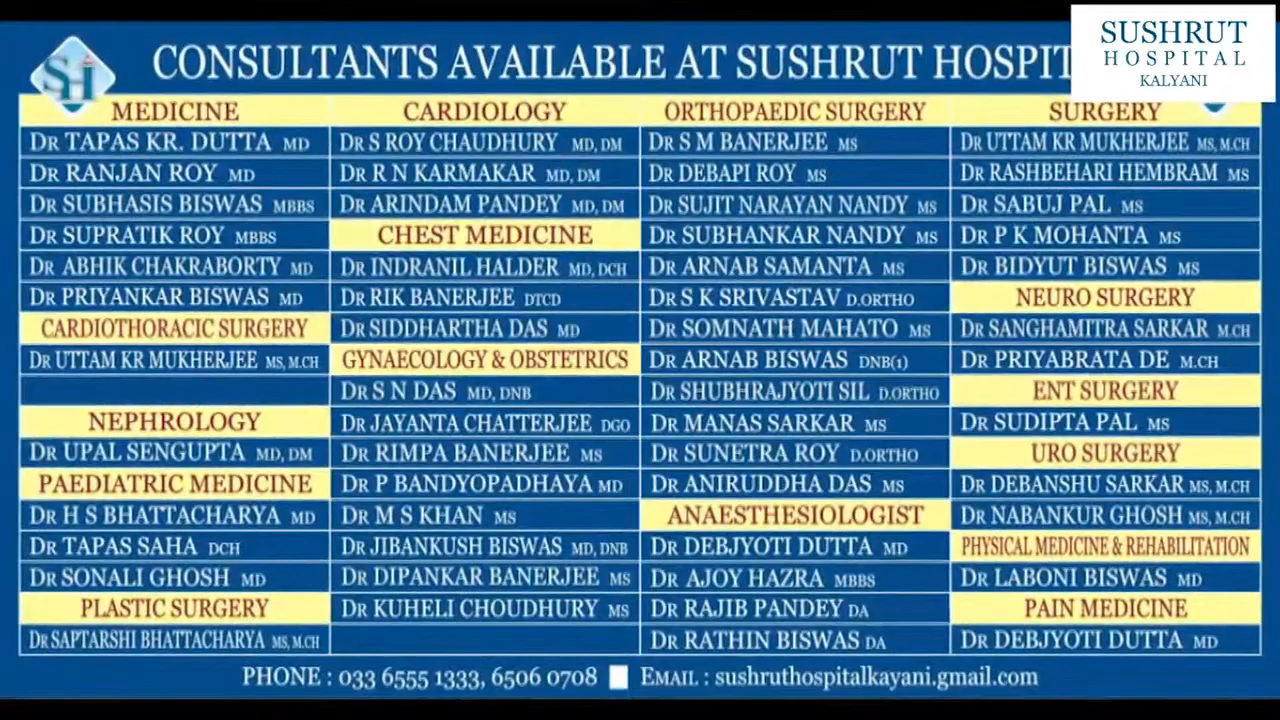 SUSHRUT
HOSPITAL
KALYANI
SH
CONSULTANTS AVAILABLE AT SUSHRUT
MEDICINE
DR TAPAS KR. DUTTA MD
DR RANJAN ROY MD
DR SUBHASIS BISWAS MBBS
DR SUPRATIK ROY MBBS
DR ABHIK CHAKRABORTY MD
DR PRIYANKAR BISWAS MD
CARDIOTHORACIC SURGERY
DR UTTAM KR MUKHERJEE MS, M.CH
NEPHROLOGY
DR UPAL SENGUPTA MD, DM
PAEDIATRIC MEDICINE
DR H S BHATTACHARYA MD
DR TAPAS SAHA DCH
DR SONALI GHOSH MD
PLASTIC SURGERY
DR SAPTARSHI BHATTACHARYA MS, M.CH
CARDIOLOGY
DR S ROY CHAUDHURY MD, DM
DR R N KARMAKAR MD, DM
DR ARINDAM PANDEY MD, DM
CHEST MEDICINE
DR INDRANIL HALDER MD, DCH
DR RIK BANERJEE DTCD
DR SIDDHARTHA DAS MD
GYNAECOLOGY & OBSTETRICS
DR S N DAS MD, DNB
DR JAYANTA CHATTERJEE DGO
DR RIMPA BANERJEE MS
DR P BANDYOPADHAYA MD
DR M S KHAN MS
DR JIBANKUSH BISWAS MD, DNB
DR DIPANKAR BANERJEE MS
DR KUHELI CHOUDHURY MS
ORTHOPAEDIC SURGERY
DR S M BANERJEE MS
DR DEBAPI ROY MS
DR SUJIT NARAYAN NANDY MS
DR SUBHANKAR NANDY MS
DR ARNAB SAMANTA MS
DR S K SRIVASTAV D.ORTHO
DR SOMNATH MAHATO MS
DR ARNAB BISWAS DNB(1)
DR SHUBHRAJYOTI SIL D.ORTHO
DR MANAS SARKAR MS
DR SUNETRA ROY D.ORTHO
DR ANIRUDDHA DAS MS
ANAESTHESIOLOGIST
DR DEBJYOTI DUTTA MD
DR AJOY HAZRA MBBS
DR RAJIB PANDEY DA
DR RATHIN BISWAS DA
SURGERY
DR UTTAM KR MUKHERJEE MS, M.CH
DR RASHBEHARI HEMBRAM MS
DR SABUJ PAL MS
DR P K MOHANTA MS
DR BIDYUT BISWAS MS
NEURO SURGERY
DR SANGHAMITRA SARKAR M.CH
DR PRIYABRATA DE M.CH
ENT SURGERY
DR SUDIPTA PAL MS
URO SURGERY
DR DEBANSHU SARKAR MS, M.CH
DR NABANKUR GHOSH MS, M.CH
PHYSICAL MEDICINE & REHABILITATION
DR LABONI BISWAS MD
PAIN MEDICINE
DR DEBJYOTI DUTTA MD
PHONE : 033 6555 1333, 6506 0708 EMAIL : sushruthospitalkayani.gmail.com